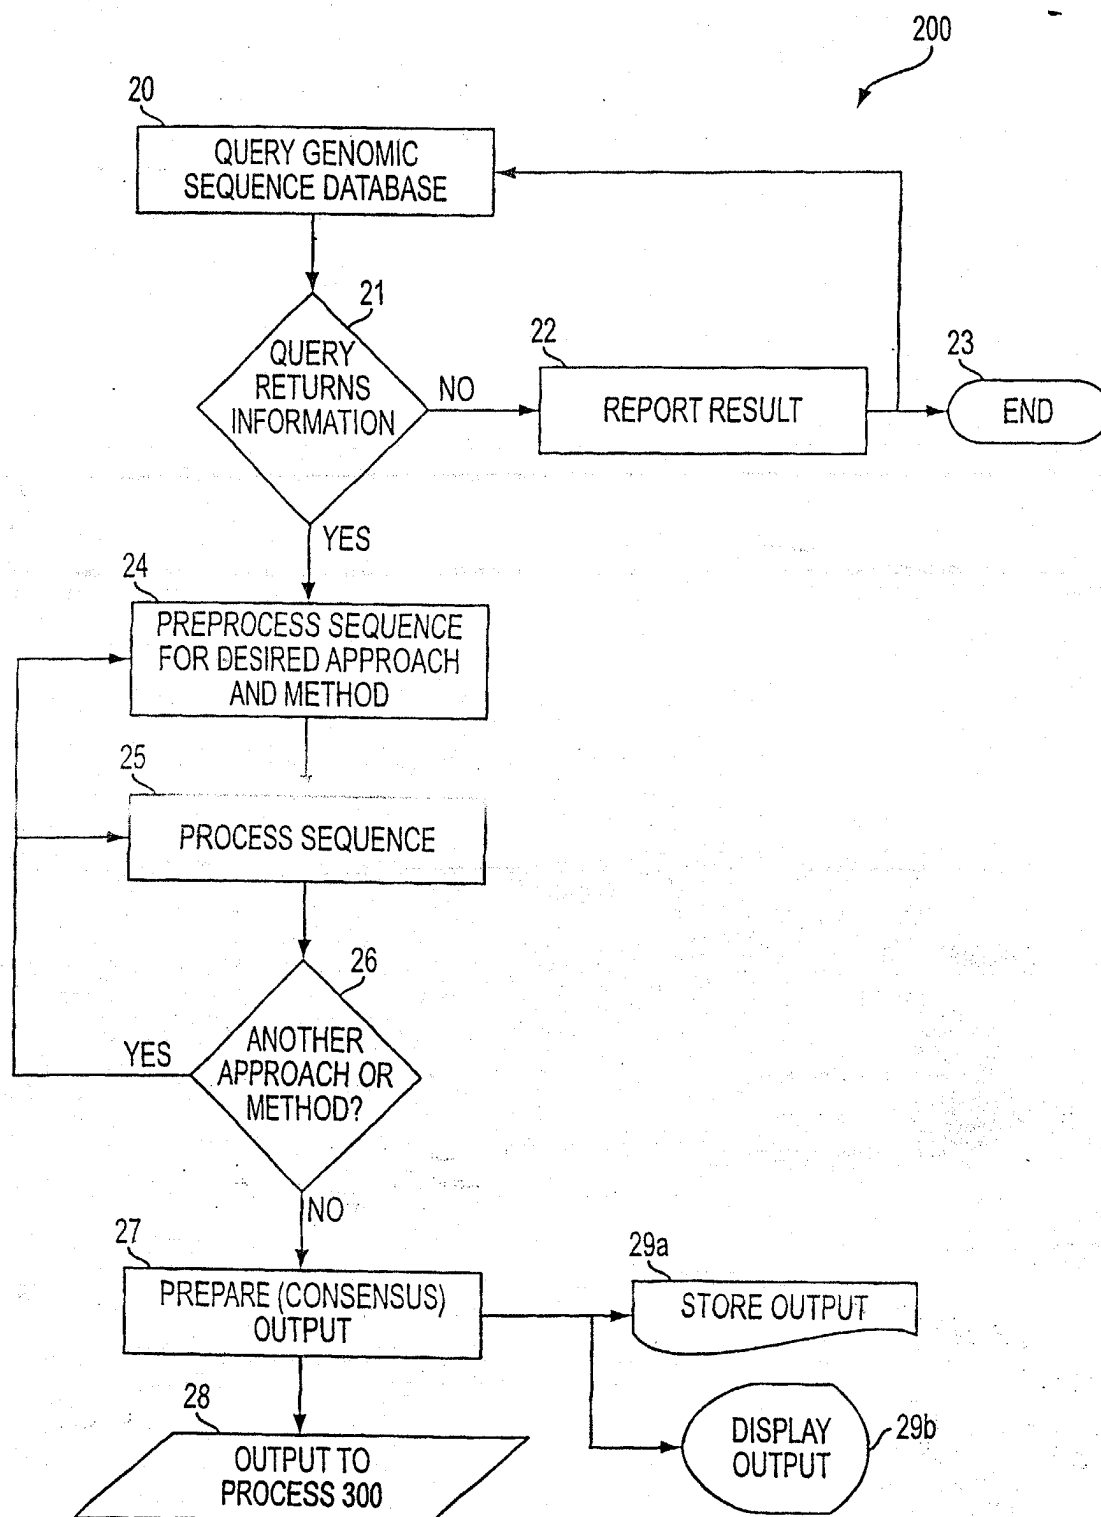 200
20
QUERY GENOMIC
SEQUENCE DATABASE
21
QUERY
RETURNS
INFORMATION
NO
22
REPORT RESULT
23
END
YES
24
PREPROCESS SEQUENCE
FOR DESIRED APPROACH
AND METHOD
25
PROCESS SEQUENCE
26
ANOTHER
APPROACH OR
METHOD?
YES
NO
27
PREPARE (CONSENSUS)
OUTPUT
29a
STORE OUTPUT
28
OUTPUT TO
PROCESS 300
DISPLAY
OUTPUT
29b